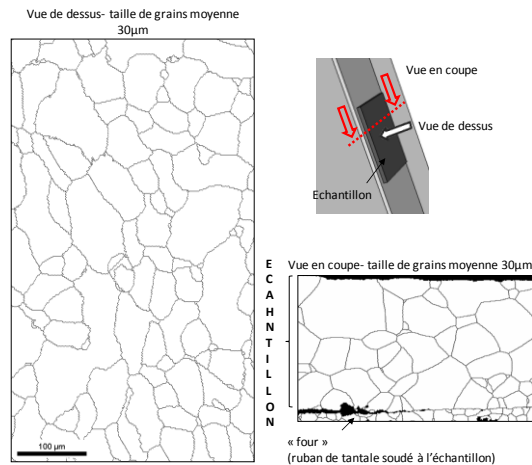 Vue de dessus- taille de grains moyenne
30µm
100 µm
Vue en coupe
Vue de dessus
Echantillon
E
C
A
H
N
T
I
L
L
O
N
Vue en coupe- taille de grains moyenne 30µm
« four »
(ruban de tantale soudé à l'échantillon)